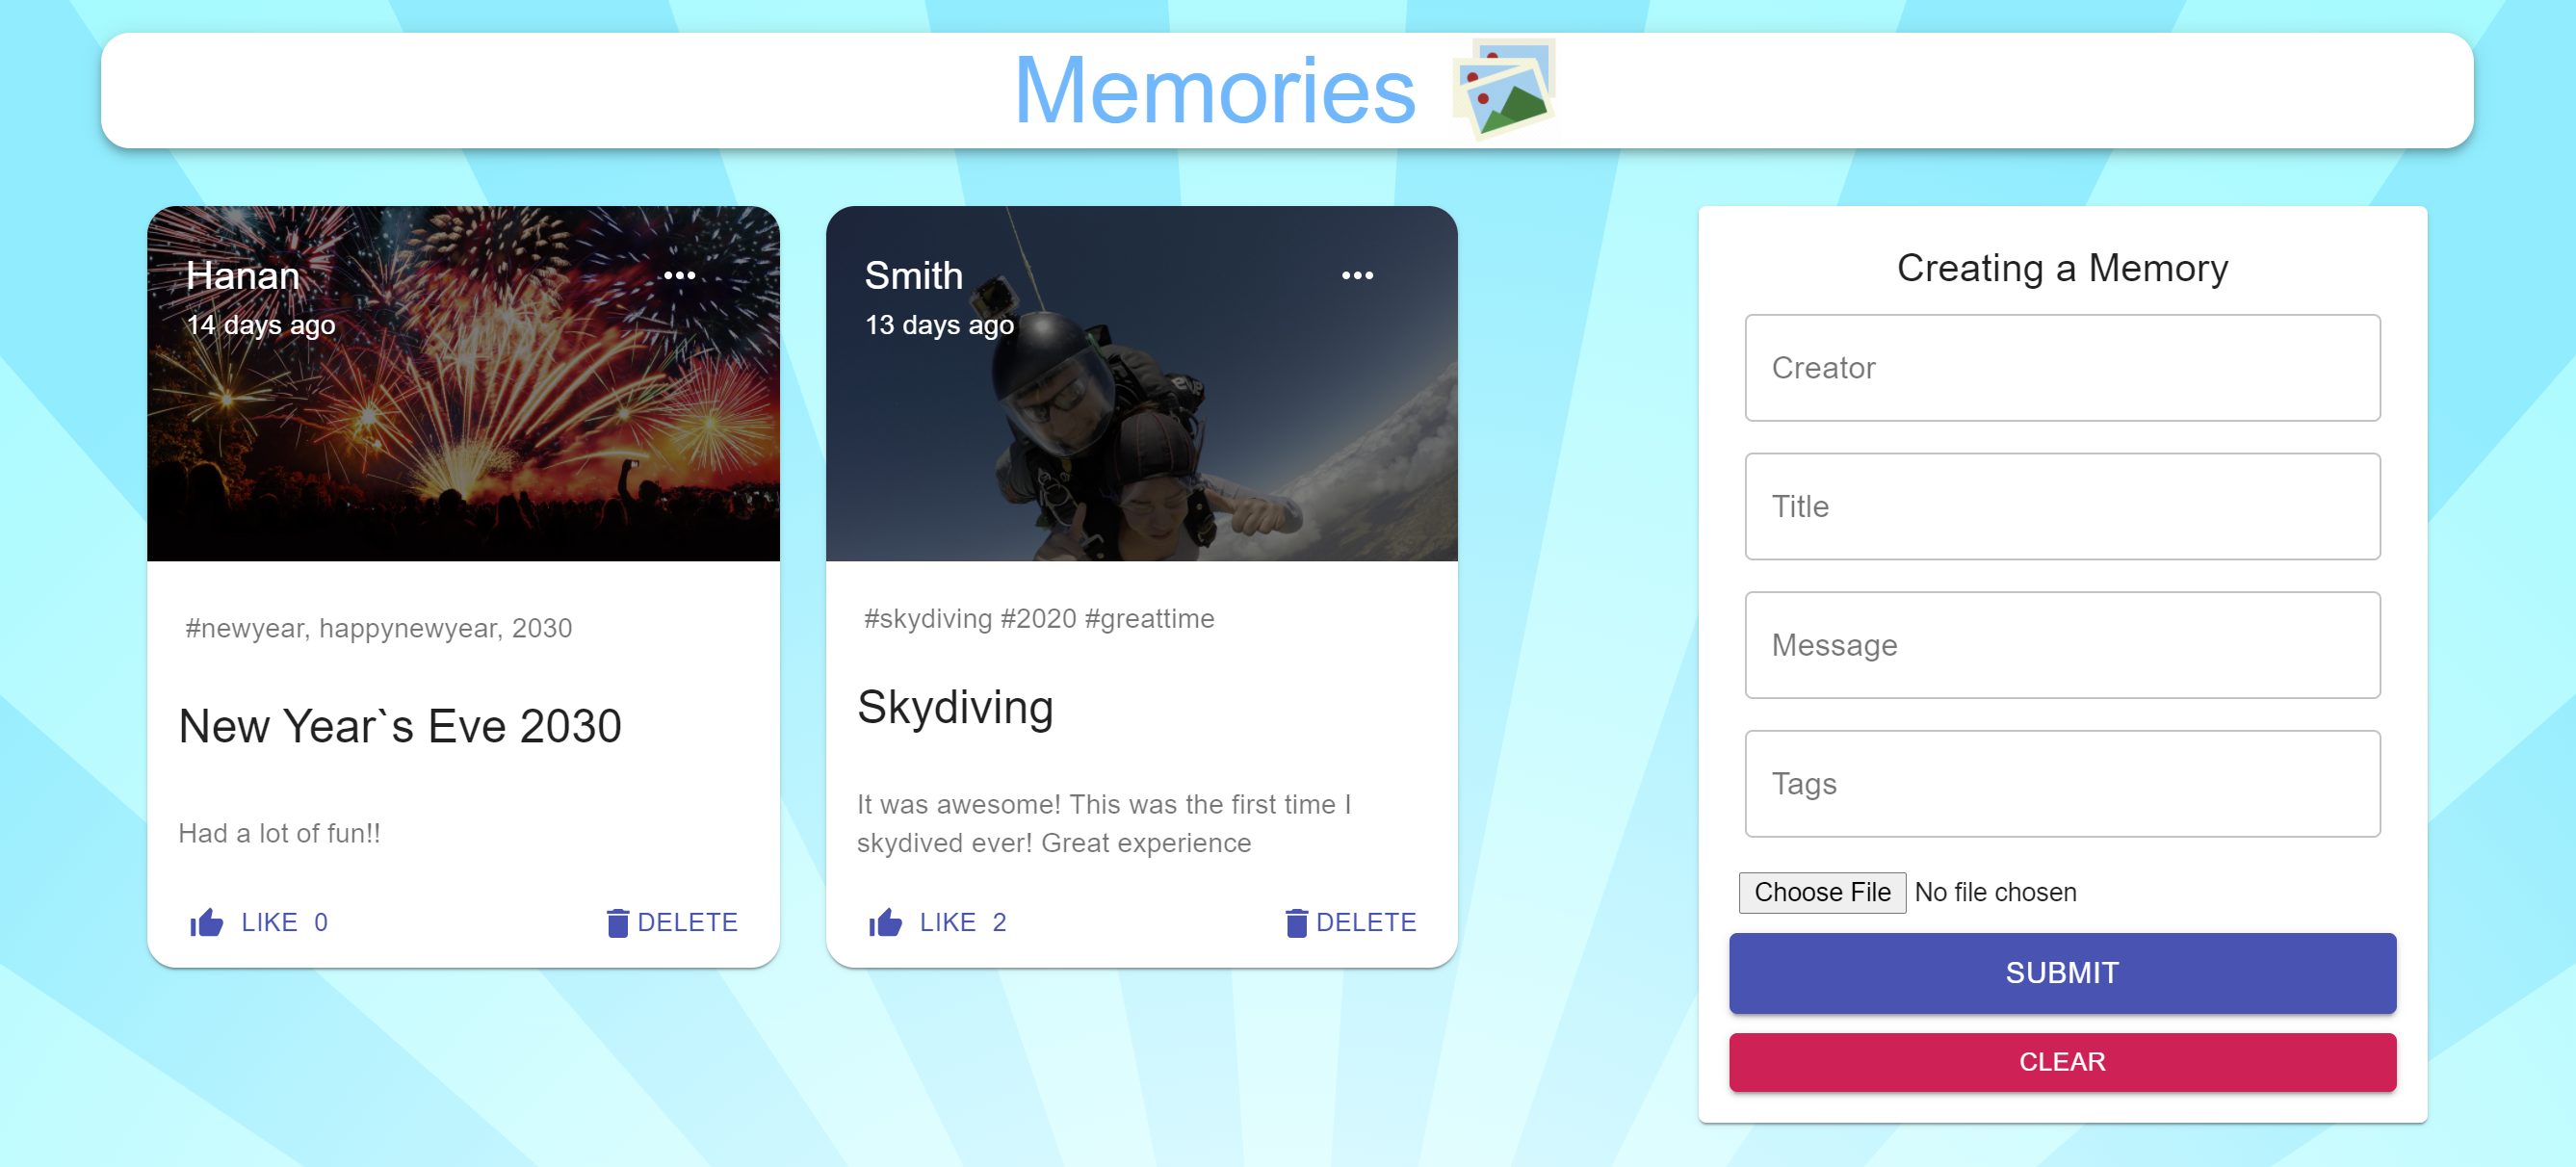 Memories
Hanan
14 days ago
#newyear, happynewyear, 2030
New Year`s Eve 2030
Had a lot of fun!!
LIKE 0
DELETE
Smith
13 days ago
#skydiving #2020 #greattime
Skydiving
It was awesome! This was the first time I
skydived ever! Great experience
LIKE 2
DELETE
Creating a Memory
Creator
Title
Message
Tags
Choose File No file chosen
SUBMIT
CLEAR